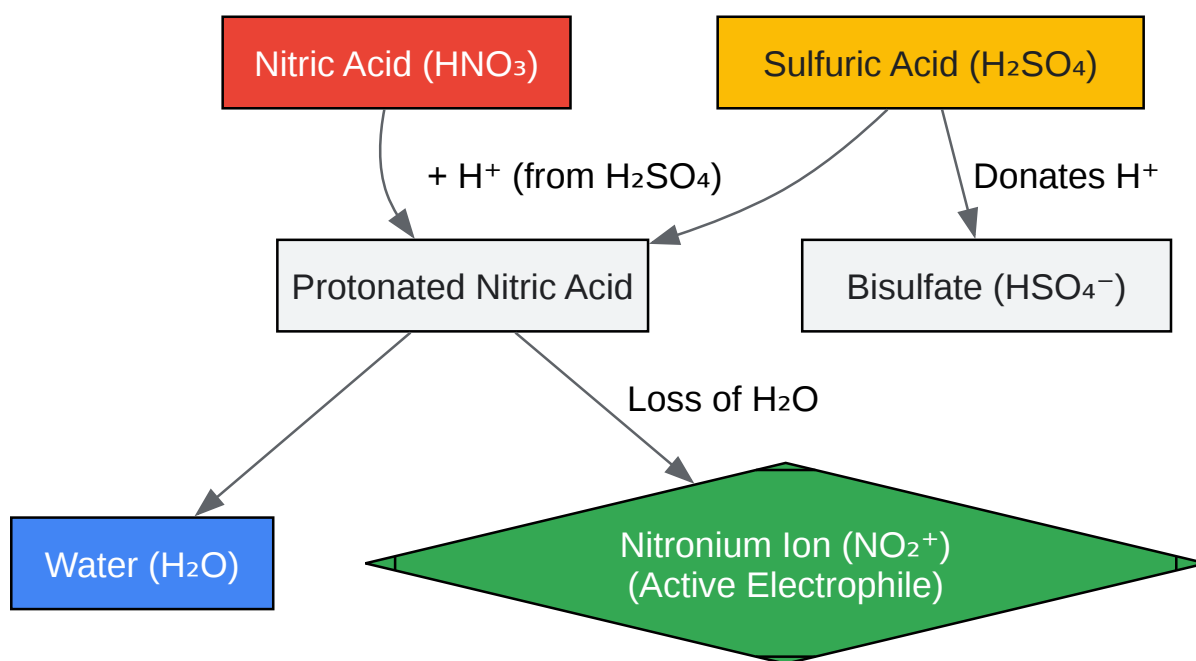 Nitric Acid (HNO₃)
Sulfuric Acid (H₂SO₄)
+ H⁺ (from H₂SO₄)
Donates H⁺
Protonated Nitric Acid
Bisulfate (HSO₄⁻)
Loss of H₂O
Water (H₂O)
Nitronium Ion (NO₂⁺)
(Active Electrophile)